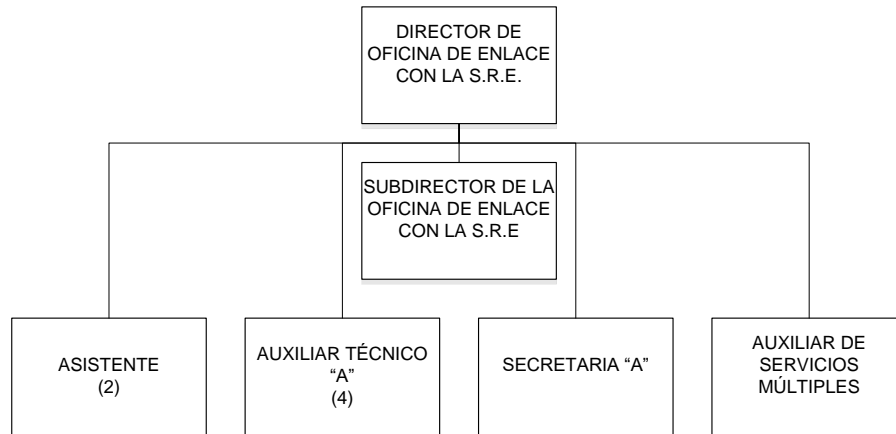 DIRECTOR DE
OFICINA DE ENLACE
CON LA S.R.E.
SUBDIRECTOR DE LA
OFICINA DE ENLACE
CON LA S.R.E
ASISTENTE
(2)
AUXILIAR TÉCNICO
“A”
(4)
SECRETARIA “A”
AUXILIAR DE
SERVICIOS
MÚLTIPLES